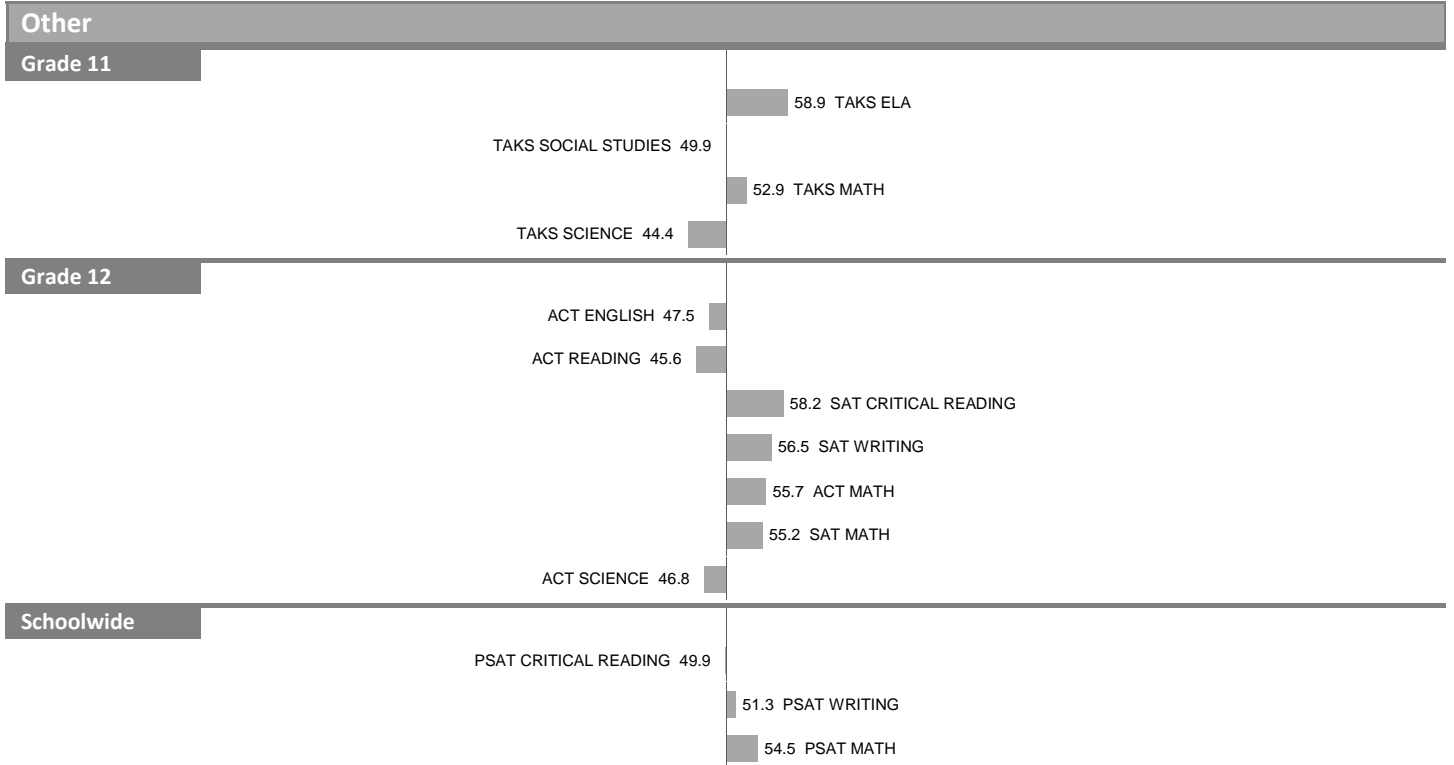 Other
Grade 11
58.9 TAKS ELA
TAKS SOCIAL STUDIES 49.9
52.9 TAKS MATH
TAKS SCIENCE 44.4
Grade 12
ACT ENGLISH 47.5
ACT READING 45.6
58.2 SAT CRITICAL READING
56.5 SAT WRITING
55.7 ACT MATH
55.2 SAT MATH
ACT SCIENCE 46.8
Schoolwide
PSAT CRITICAL READING 49.9
51.3 PSAT WRITING
54.5 PSAT MATH